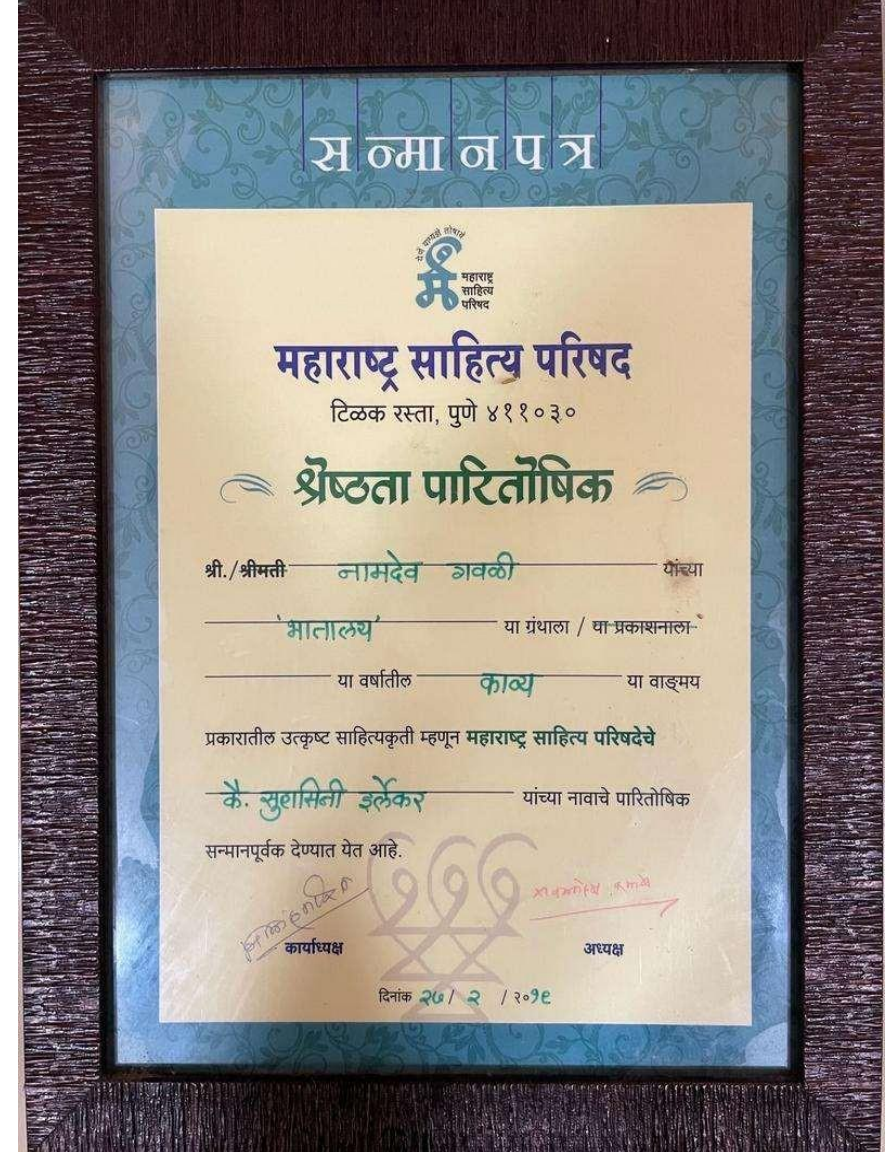 सन्मानपत्र
महाराष्ट्र
साहित्य
परिषद
महाराष्ट्र साहित्य परिषद
टिळक रस्ता, पुणे ४११०३०
श्रेष्ठता पारितोषिक
श्री./श्रीमती नामदेव गवळी यांच्या
'भातालय' या ग्रंथाला / या प्रकाशनाला
या वर्षातील काव्य या वाङ्‌मय
प्रकारातील उत्कृष्ट साहित्यकृती म्हणून महाराष्ट्र साहित्य परिषदेचे
कै. सुहासिनी इर्लेकर यांच्या नावाचे पारितोषिक
सन्मानपूर्वक देण्यात येत आहे.
कार्याध्यक्ष अध्यक्ष
दिनांक २७/ २ / २०१९